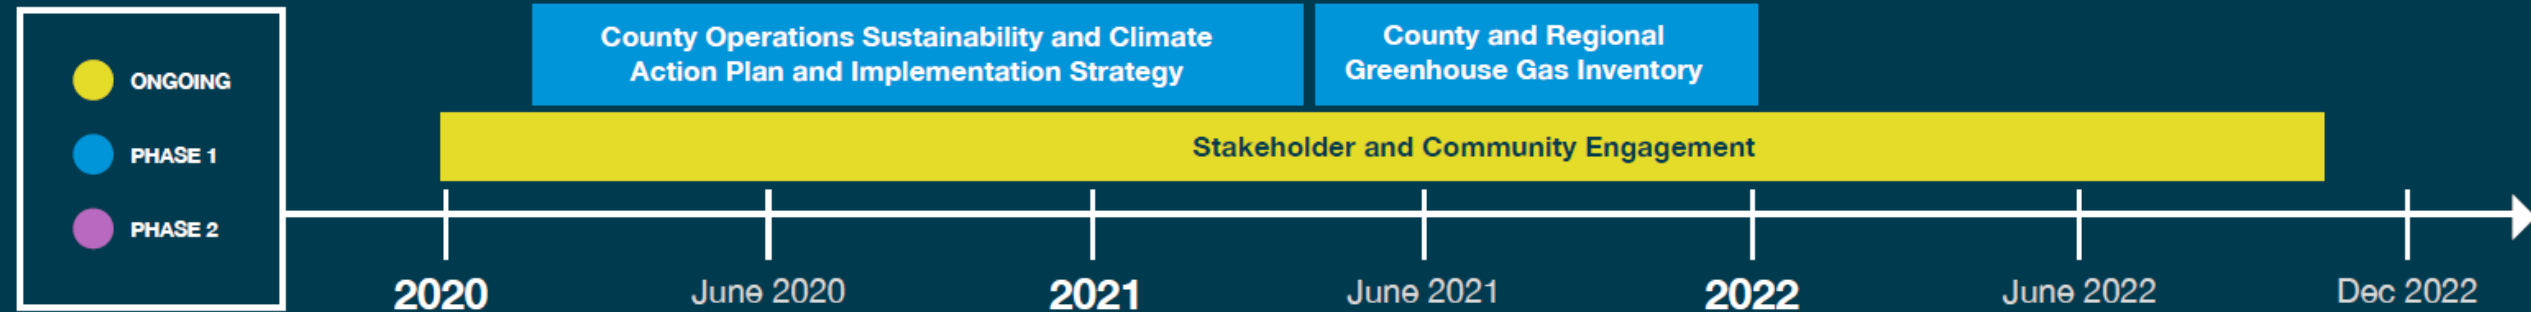 ONGOING
PHASE 1
PHASE 2
County Operations Sustainability and Climate
Action Plan and Implementation Strategy
County and Regional
Greenhouse Gas Inventory
Stakeholder and Community Engagement
2020
June 2020
2021
June 2021
2022
June 2022
Dec 2022